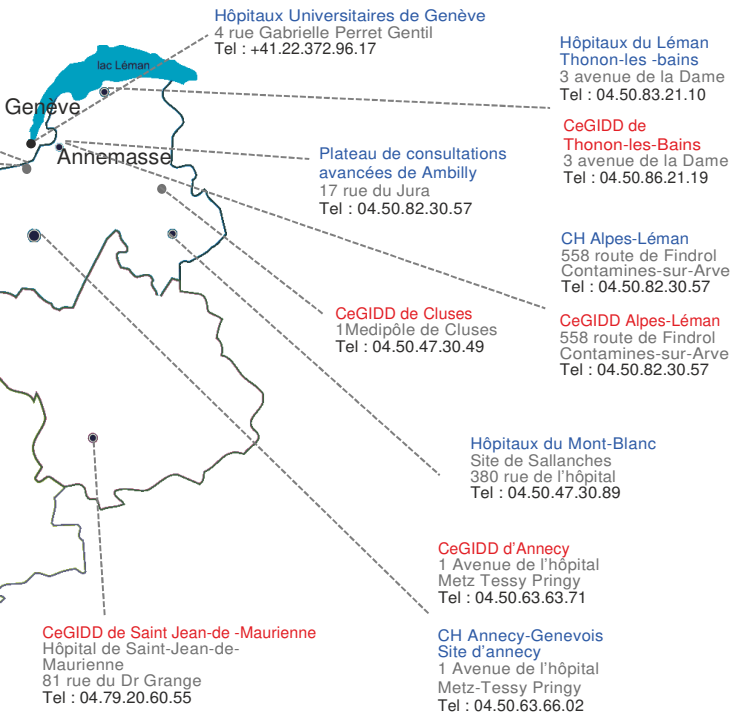 Hôpitaux Universitaires de Genève
4 rue Gabrielle Perret Gentil
Tel : +41.22.372.96.17
Hôpitaux du Léman
Thonon-les -bains
3 avenue de la Dame
Tel : 04.50.83.21.10
lac Léman
Genève
Annemasse
CeGIDD de
Thonon-les-Bains
3 avenue de la Dame
Tel : 04.50.86.21.19
Plateau de consultations
avancées de Ambilly
17 rue du Jura
Tel : 04.50.82.30.57
CH Alpes-Léman
558 route de Findrol
Contamines-sur-Arve
Tel : 04.50.82.30.57
CeGIDD de Cluses
1Medipôle de Cluses
Tel : 04.50.47.30.49
CeGIDD Alpes-Léman
558 route de Findrol
Contamines-sur-Arve
Tel : 04.50.82.30.57
Hôpitaux du Mont-Blanc
Site de Sallanches
380 rue de l'hôpital
Tel : 04.50.47.30.89
CeGIDD d'Annecy
1 Avenue de l'hôpital
Metz Tessy Pringy
Tel : 04.50.63.63.71
CeGIDD de Saint Jean-de -Maurienne
Hôpital de Saint-Jean-de-
Maurienne
81 rue du Dr Grange
Tel : 04.79.20.60.55
CH Annecy-Genevois
Site d'annecy
1 Avenue de l'hôpital
Metz-Tessy Pringy
Tel : 04.50.63.66.02